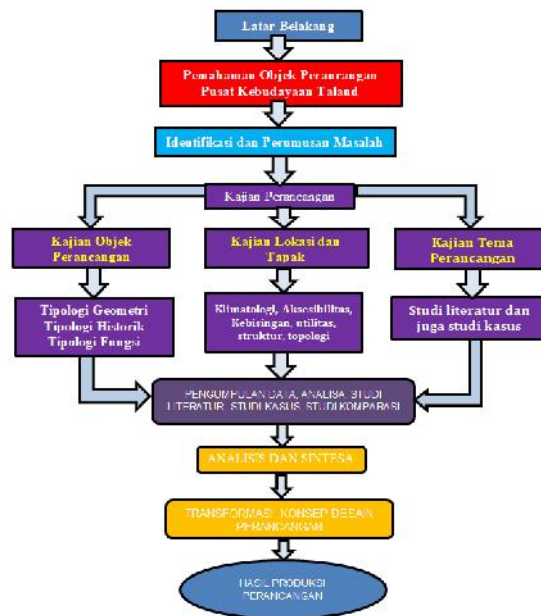 Latar Belakang
Pemahaman Objek Perancangan
Pusat Kebudayaan Taland
Identifikasi dan Perumusan Masalah
Kajian Perancangan
Kajian Objek
Perancangan
Kajian Lokasi dan
Tapak
Kajian Tema
Perancangan
Tipologi Geometri
Tipologi Historik
Tipologi Fungsi
Klimatologi, Aksesibilitas,
Kebiringan, utilitas,
struktur, topologi
Studi literatur dan
juga studi kasus
PENGUMPULAN DATA, ANALISA, STUDI
LITERATUR, STUDI KASUS, STUDI KOMPARASI
ANALISIS DAN SINTESA
TRANSFORMASI KONSEP DESAIN
PERANCANGAN
HASIL PRODUKSI
PERANCANGAN